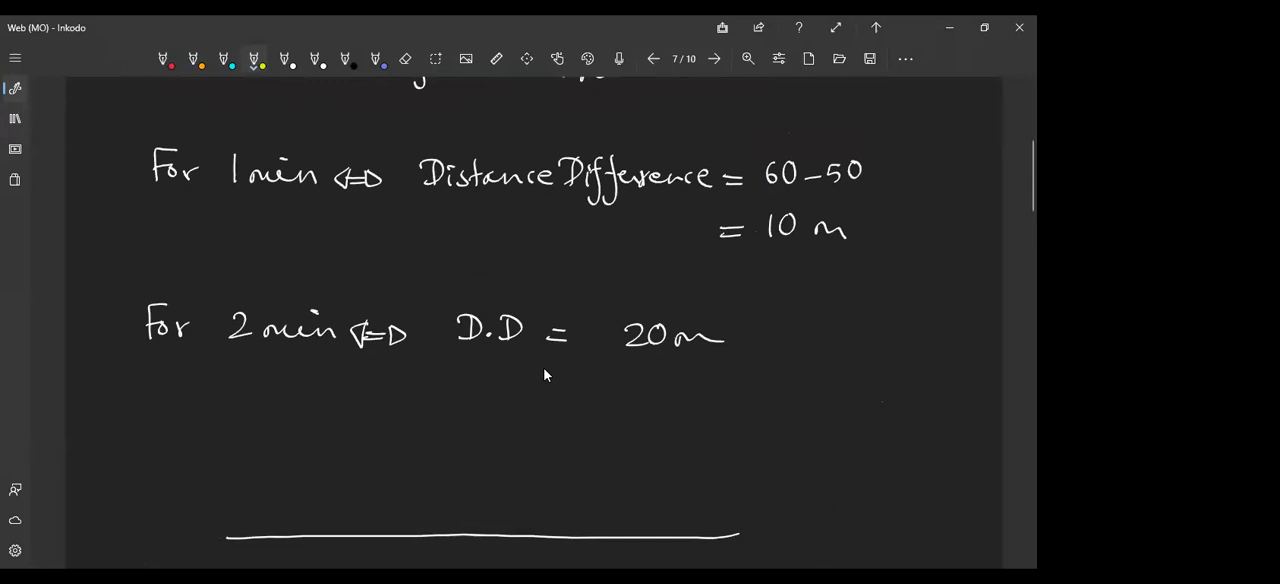 Web (MO) - Inkodo
7 / 10
For 1 min ⇔ Distance Difference = 60 - 50
= 10 m
For 2 min ⇔ D.D = 20 m